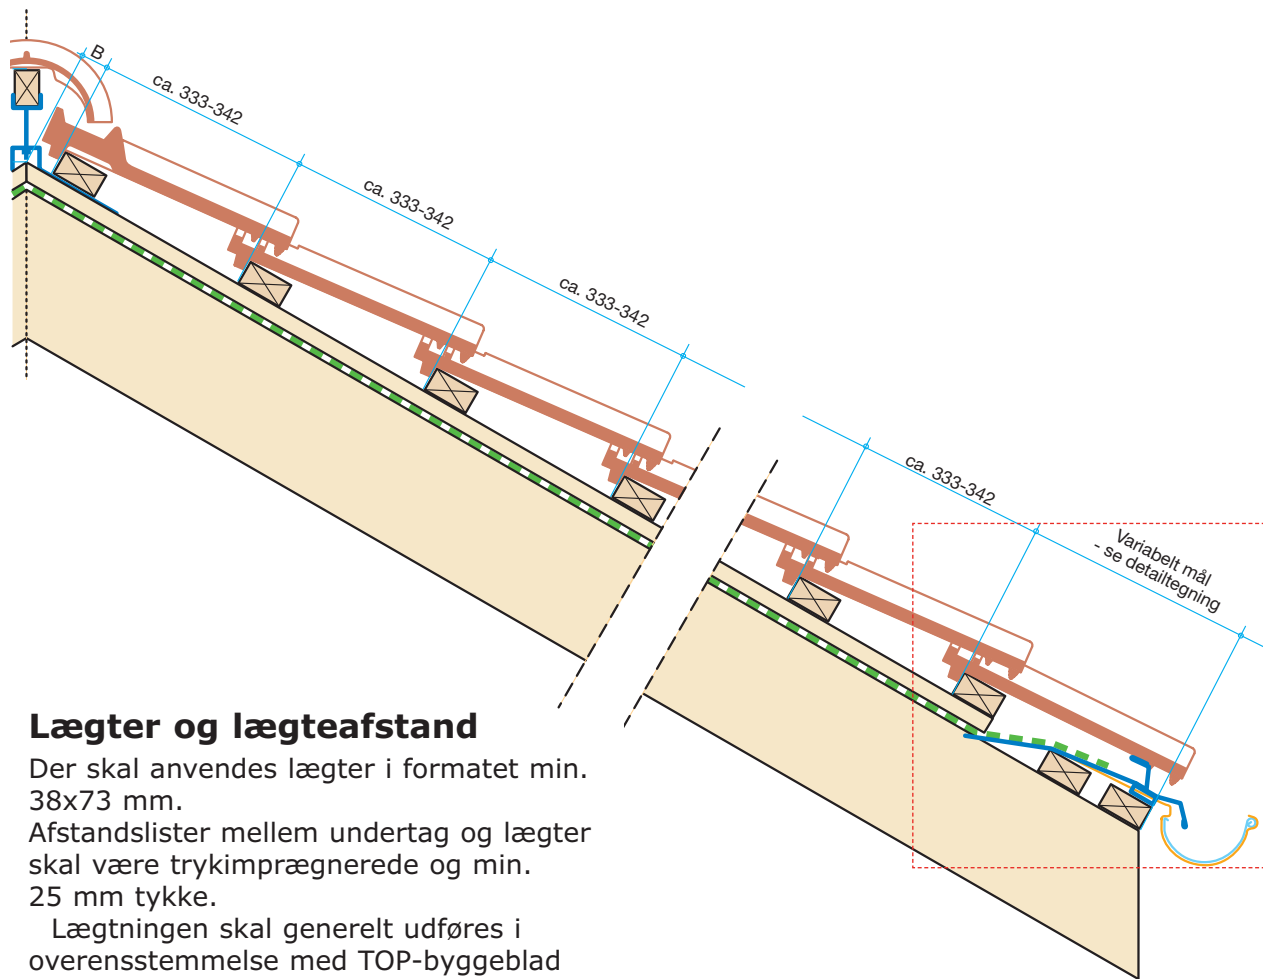 B
ca. 333-342
ca. 333-342
ca. 333-342
ca. 333-342
Variabelt mål
- se detailtegning
Lægter og lægteafstand
Der skal anvendes lægter i formatet min.
38x73 mm.
Afstandslister mellem undertag og lægter
skal være trykimprægnerede og min.
25 mm tykke.
Lægtningen skal generelt udføres i
overensstemmelse med TOP-byggeblad